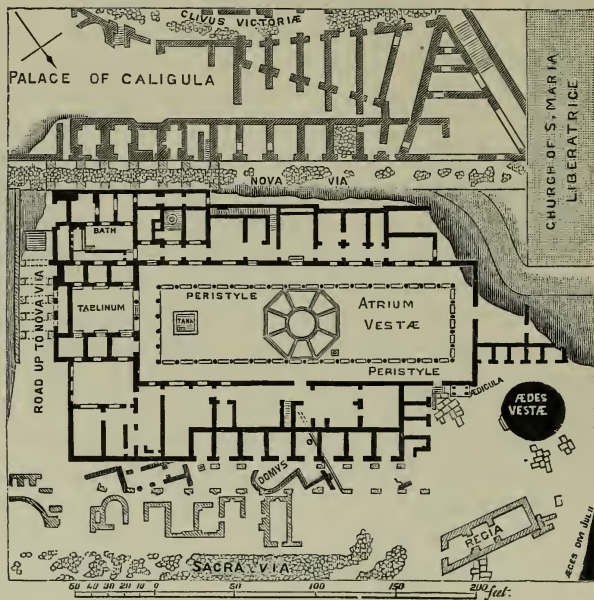 CLIVUS VICTORIÆ
PALACE OF CALIGULA
CHURCH OF S. MARIA
LIBERATRICE
NOVA VIA
BATH
TABLINUM
ROAD UP TO NOVA VIA
PERISTYLE
TANK
ATRIUM
VESTÆ
PERISTYLE
ÆDICULA
ÆDES
VESTÆ
DOMVS
REGIA
ÆDES DIVI JULII
SACRA VIA
50 40 30 20 10 0 50 100 150 200 feet.